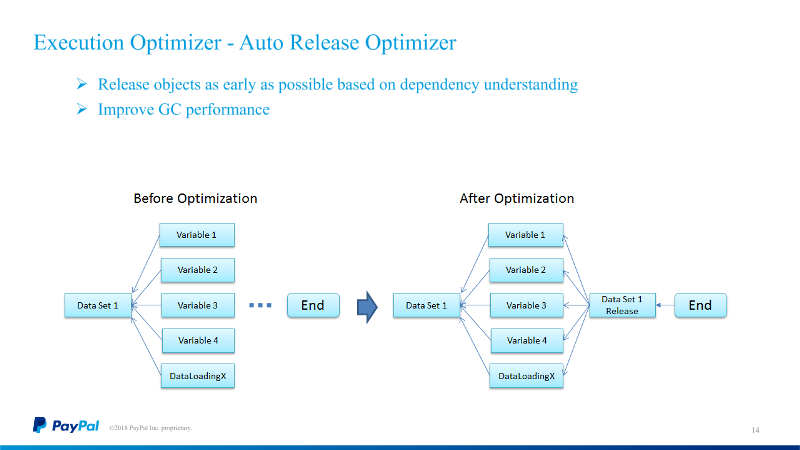 Execution Optimizer - Auto Release Optimizer
Release objects as early as possible based on dependency understanding
Improve GC performance
Before Optimization
Variable 1
Variable 2
Data Set 1
Variable 3
End
Variable 4
DataLoadingX
After Optimization
Variable 1
Variable 2
Data Set 1
Variable 3
Data Set 1
Release
End
Variable 4
DataLoadingX
PayPal
©2018 PayPal Inc. proprietary.
14